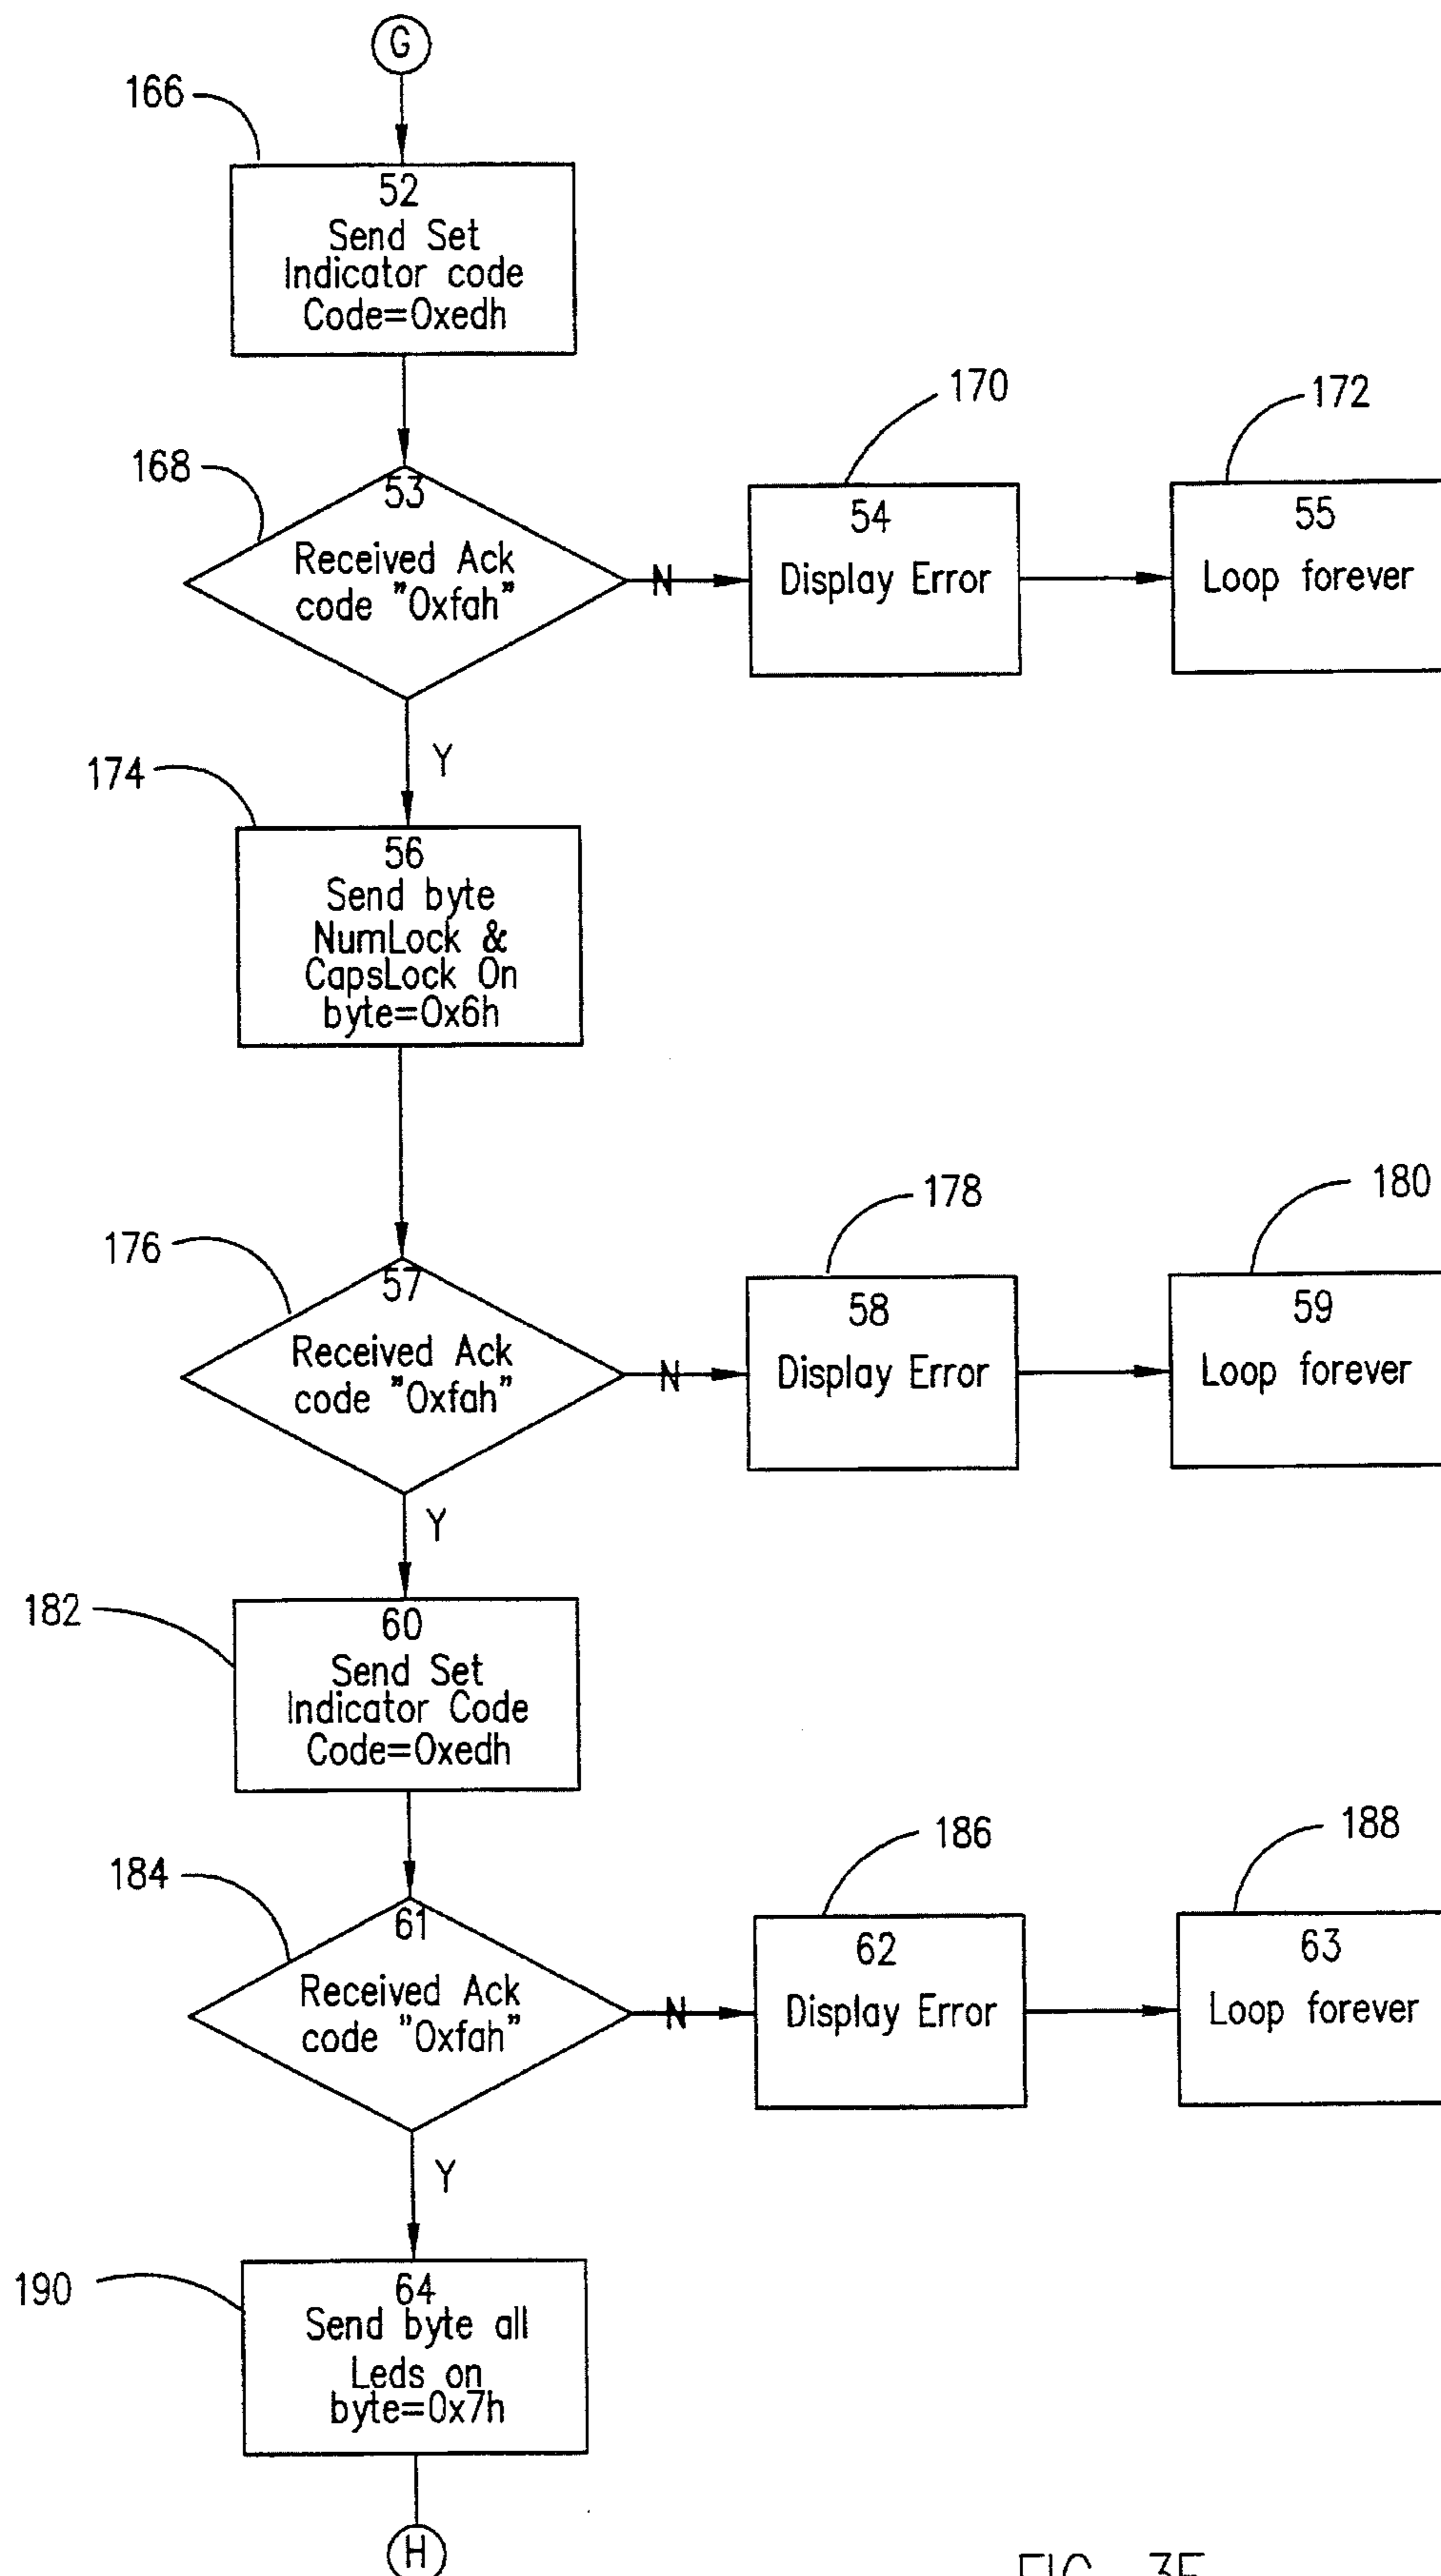 G
166
52
Send Set
Indicator code
Code=0xedh
168
53
Received Ack
code "0xfah"
N
170
54
Display Error
172
55
Loop forever
Y
174
56
Send byte
NumLock &
CapsLock On
byte=0x6h
176
57
Received Ack
code "0xfah"
N
178
58
Display Error
180
59
Loop forever
Y
182
60
Send Set
Indicator Code
Code=0xedh
184
61
Received Ack
code "0xfah"
N
186
62
Display Error
188
63
Loop forever
Y
190
64
Send byte all
Leds on
byte=0x7h
H
FIG.